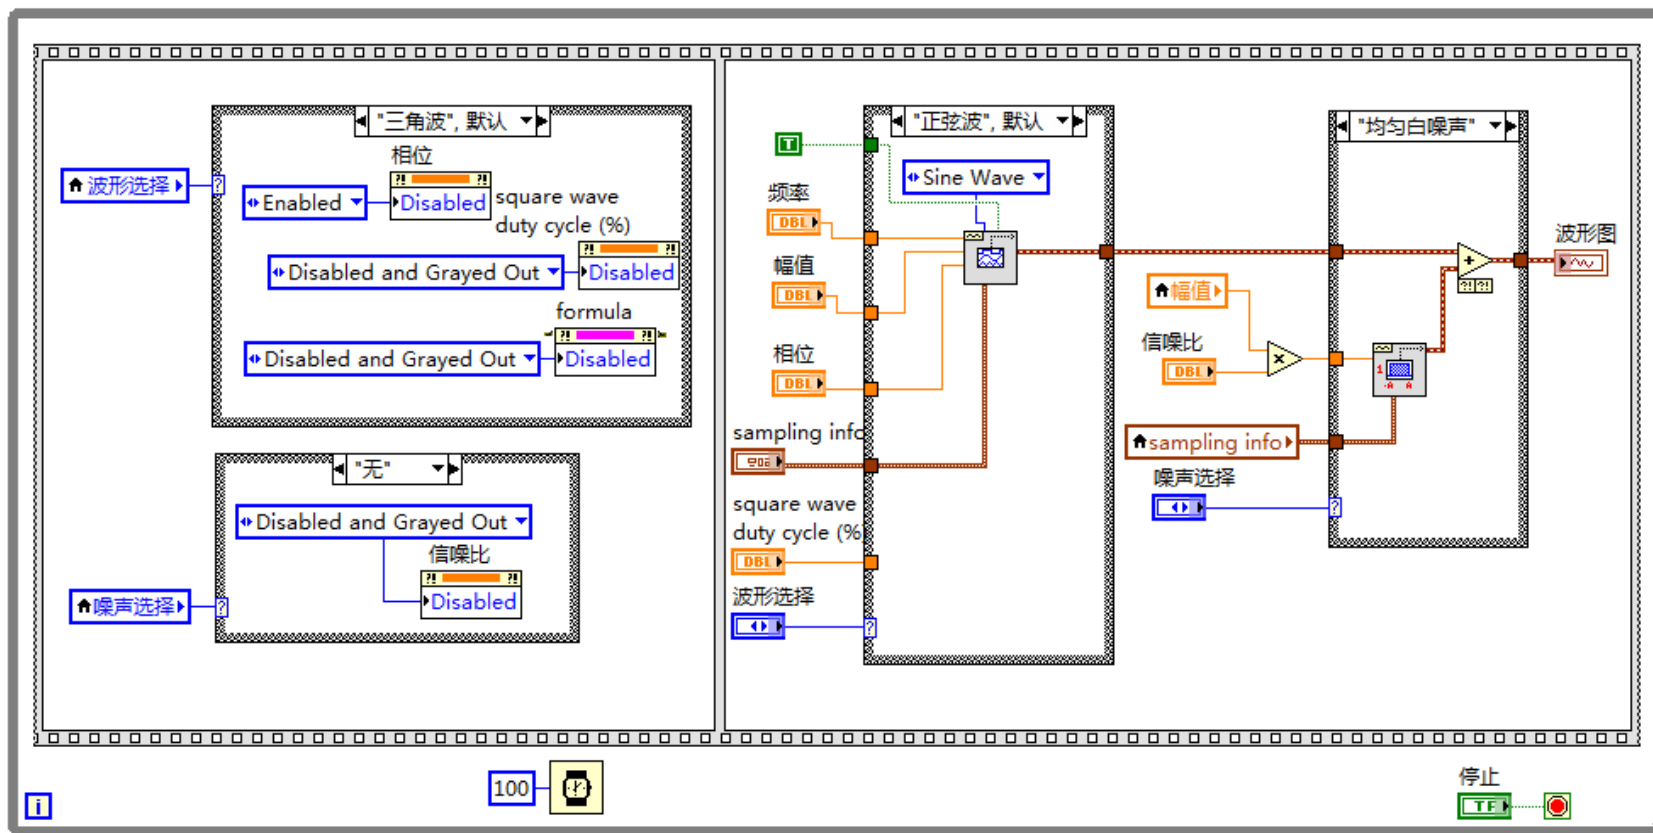 "三角波", 默认
相位
波形选择
?
Enabled
?! ?!
Disabled
square wave
duty cycle (%)
?! ?!
Disabled and Grayed Out
Disabled
formula
?! ?!
Disabled and Grayed Out
Disabled
"无"
Disabled and Grayed Out
信噪比
?! ?!
Disabled
噪声选择
?
"正弦波", 默认
T
Sine Wave
频率
DBL
幅值
DBL
相位
DBL
sampling info
square wave
duty cycle (%
DBL
波形选择
?
"均匀白噪声"
波形图
+
?! ?!
幅值
信噪比
DBL
x
1
-A A
sampling info
噪声选择
?
100
i
停止
TF